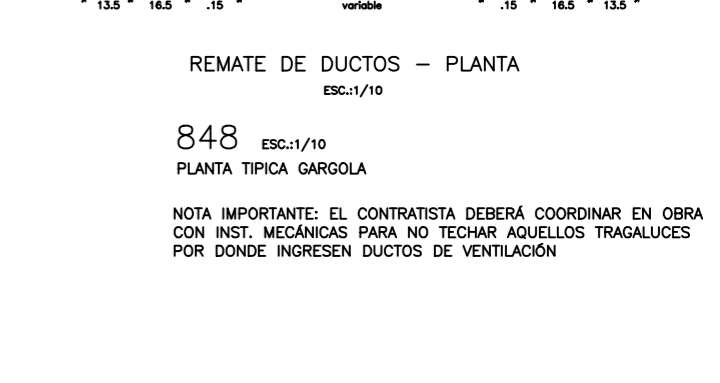 13.5 16.5 .15 variable .15 16.5 13.5
REMATE DE DUCTOS – PLANTA
ESC.:1/10
848 ESC.:1/10
PLANTA TIPICA GARGOLA
NOTA IMPORTANTE: EL CONTRATISTA DEBERÁ COORDINAR EN OBRA
CON INST. MECÁNICAS PARA NO TECHAR AQUELLOS TRAGALUCES
POR DONDE INGRESEN DUCTOS DE VENTILACIÓN